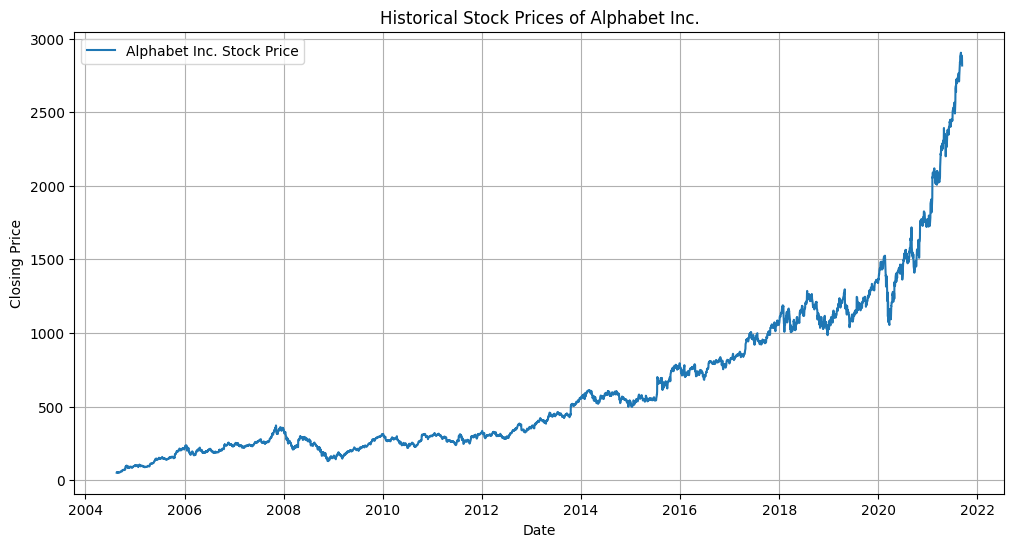 Historical Stock Prices of Alphabet Inc.
Alphabet Inc. Stock Price
3000
2500
2000
1500
1000
500
0
Closing Price
2004 2006 2008 2010 2012 2014 2016 2018 2020 2022
Date